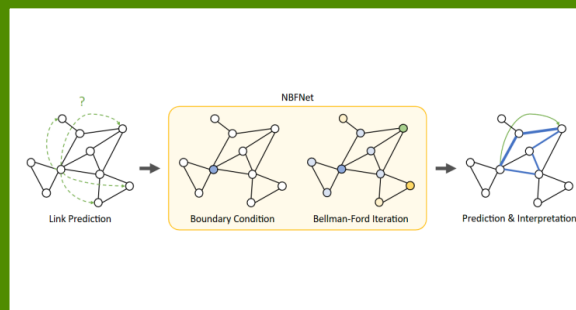 NBFNet
?
Link Prediction
Boundary Condition
Bellman-Ford Iteration
Prediction & Interpretation